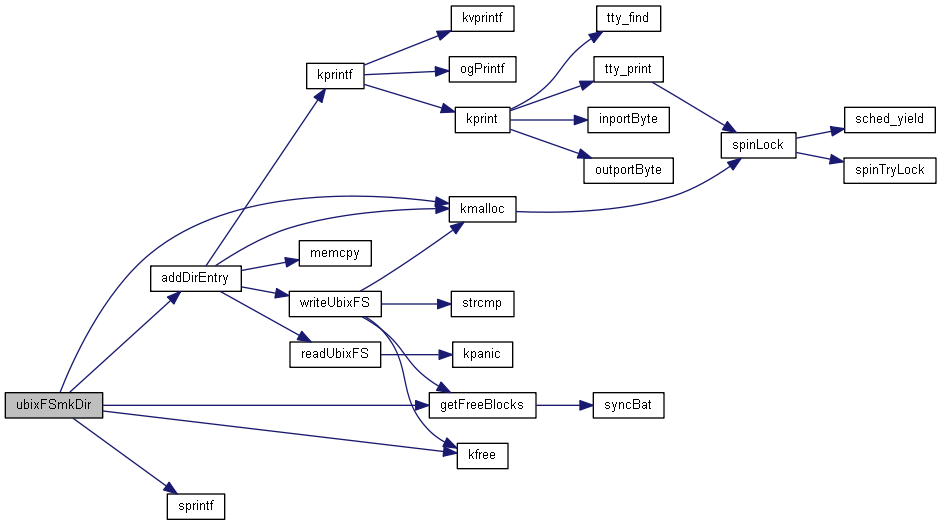 kvprintf
tty_find
ogPrintf
tty_print
kprintf
kprint
inportByte
sched_yield
spinLock
outportByte
spinTryLock
kmalloc
memcpy
addDirEntry
writeUbixFS
strcmp
readUbixFS
kpanic
ubixFSmkDir
getFreeBlocks
syncBat
kfree
sprintf